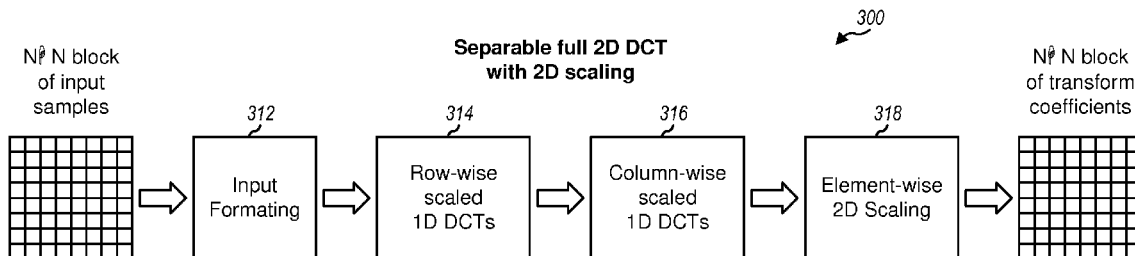 300
Separable full 2D DCT
with 2D scaling
N N block
of input
samples
N N block
of transform
coefficients
312
314
316
318
Input
Formating
Row-wise
scaled
1D DCTs
Column-wise
scaled
1D DCTs
Element-wise
2D Scaling